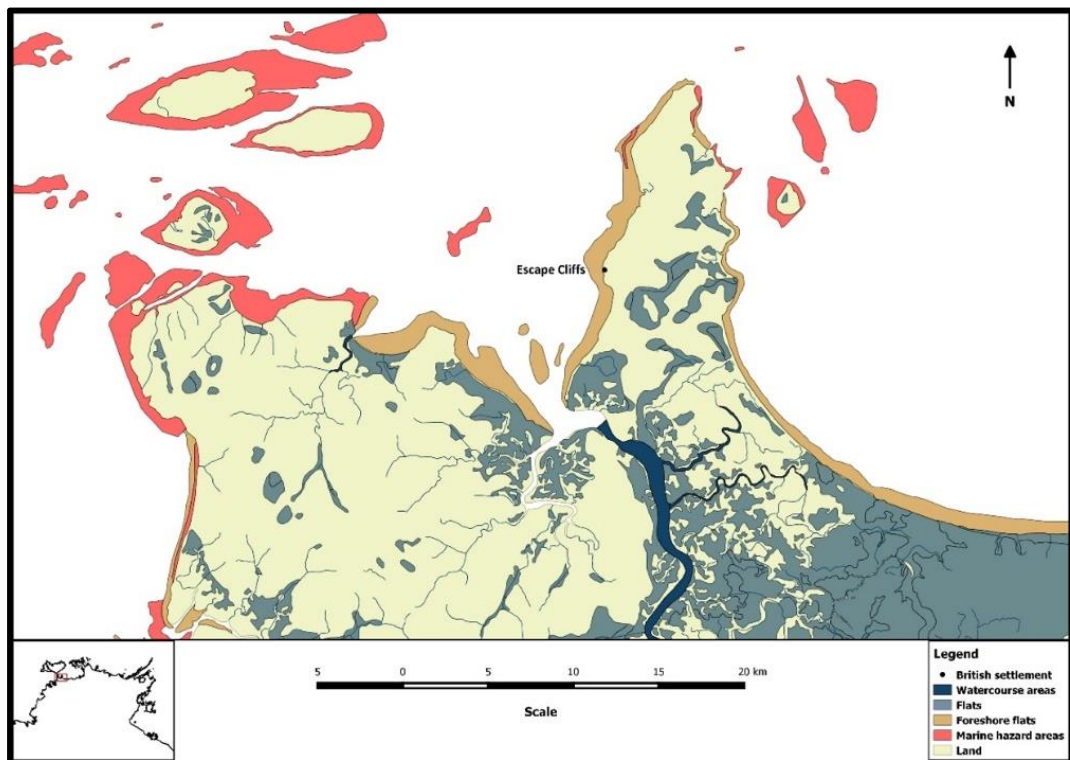 N
Escape Cliffs
5 0 5 10 15 20 km
Scale
Legend
British settlement
Watercourse areas
Flats
Foreshore flats
Marine hazard areas
Land